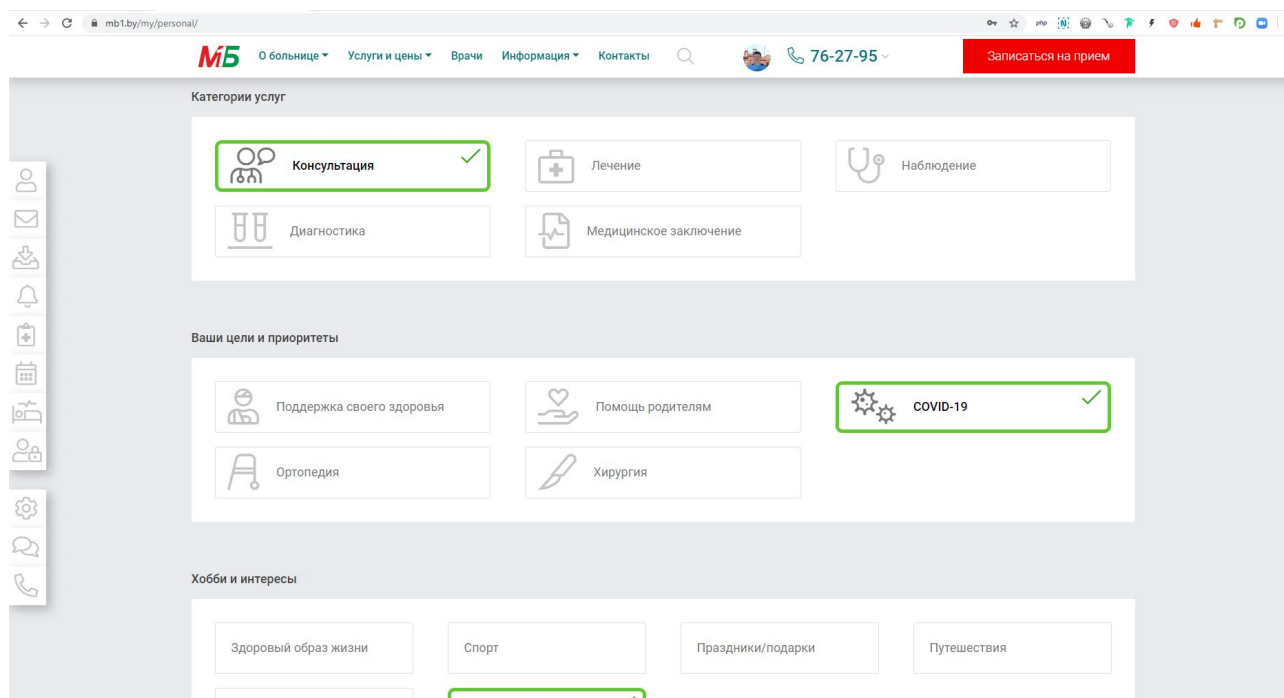 mb1.by/my/personal/
php
МБ
О больнице
Услуги и цены
Врачи
Информация
Контакты
76-27-95
Записаться на прием
Категории услуг
Консультация
Лечение
Наблюдение
Диагностика
Медицинское заключение
Ваши цели и приоритеты
Поддержка своего здоровья
Помощь родителям
COVID-19
Ортопедия
Хирургия
Хобби и интересы
Здоровый образ жизни
Спорт
Праздники/подарки
Путешествия